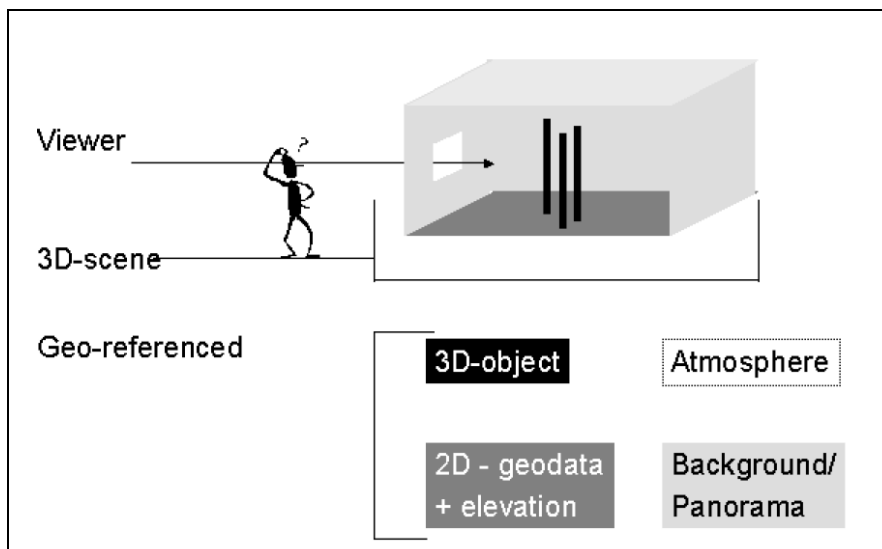 ?
Viewer
3D-scene
Geo-referenced
3D-object
Atmosphere
2D - geodata
+ elevation
Background/
Panorama